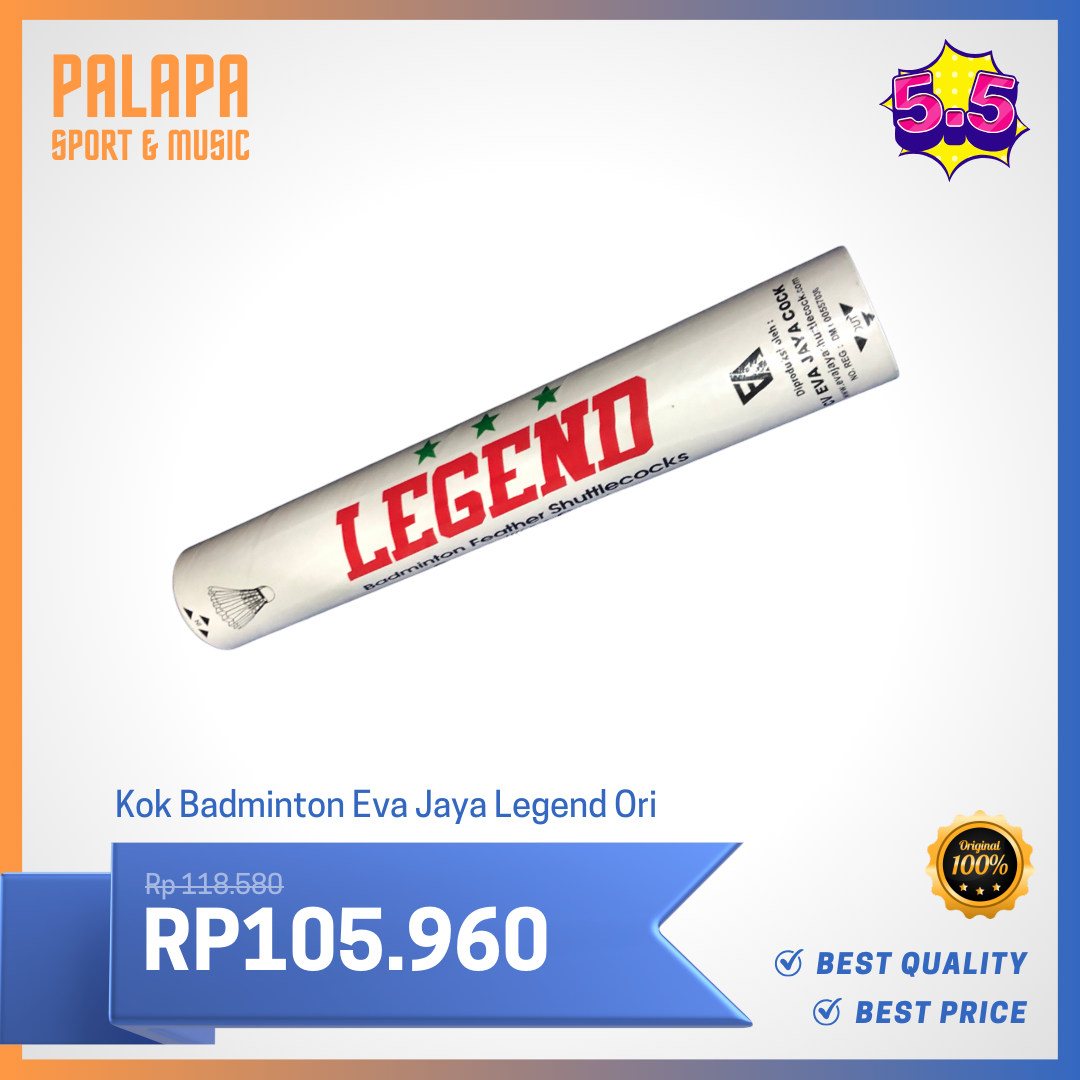 PALAPA
SPORT & MUSIC
5.5
LEGEND
Badminton Feather Shuttlecocks
EVA
Diproduksi oleh :
CV EVA JAYA COCK
www.evajaya-shuttlecock.com
NO. REG : DM
OUT
Kok Badminton Eva Jaya Legend Ori
Rp 118.580
RP105.960
Original
100%
BEST QUALITY
BEST PRICE